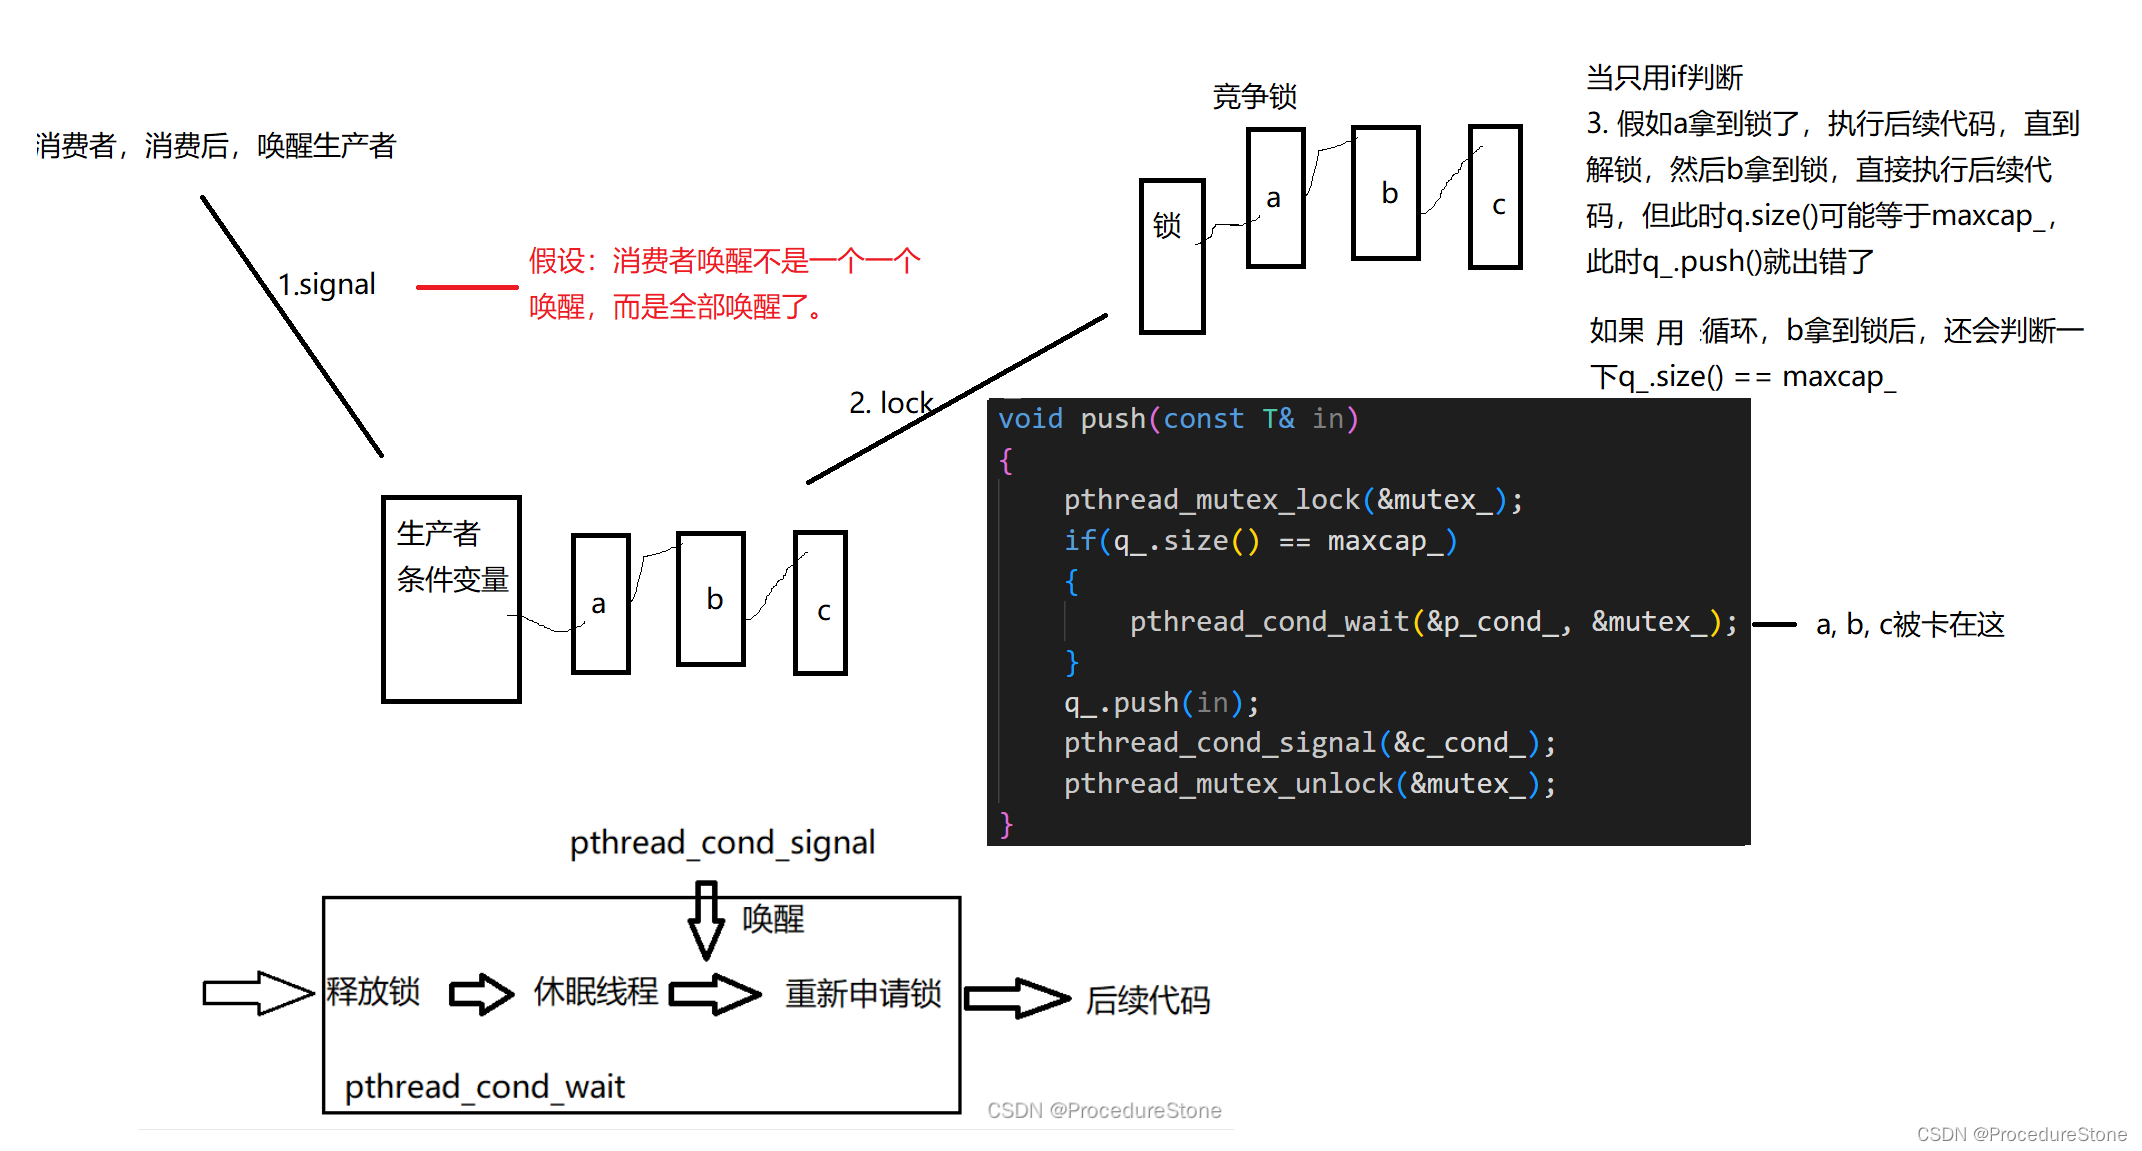 消费者，消费后，唤醒生产者
1.signal
假设：消费者唤醒不是一个一个
唤醒，而是全部唤醒了。
竞争锁
锁
a
b
c
2. lock
当只用if判断
3. 假如a拿到锁了，执行后续代码，直到
解锁，然后b拿到锁，直接执行后续代
码，但此时q.size()可能等于maxcap_，
此时q_.push()就出错了
如果 用 循环，b拿到锁后，还会判断一
下q_.size() == maxcap_
生产者
条件变量
a
b
c
void push(const T& in)
{
pthread_mutex_lock(&mutex_);
if(q_.size() == maxcap_)
{
pthread_cond_wait(&p_cond_, &mutex_);
}
q_.push(in);
pthread_cond_signal(&c_cond_);
pthread_mutex_unlock(&mutex_);
}
a, b, c被卡在这
pthread_cond_signal
唤醒
释放锁
休眠线程
重新申请锁
后续代码
pthread_cond_wait
CSDN @ProcedureStone
CSDN @ProcedureStone